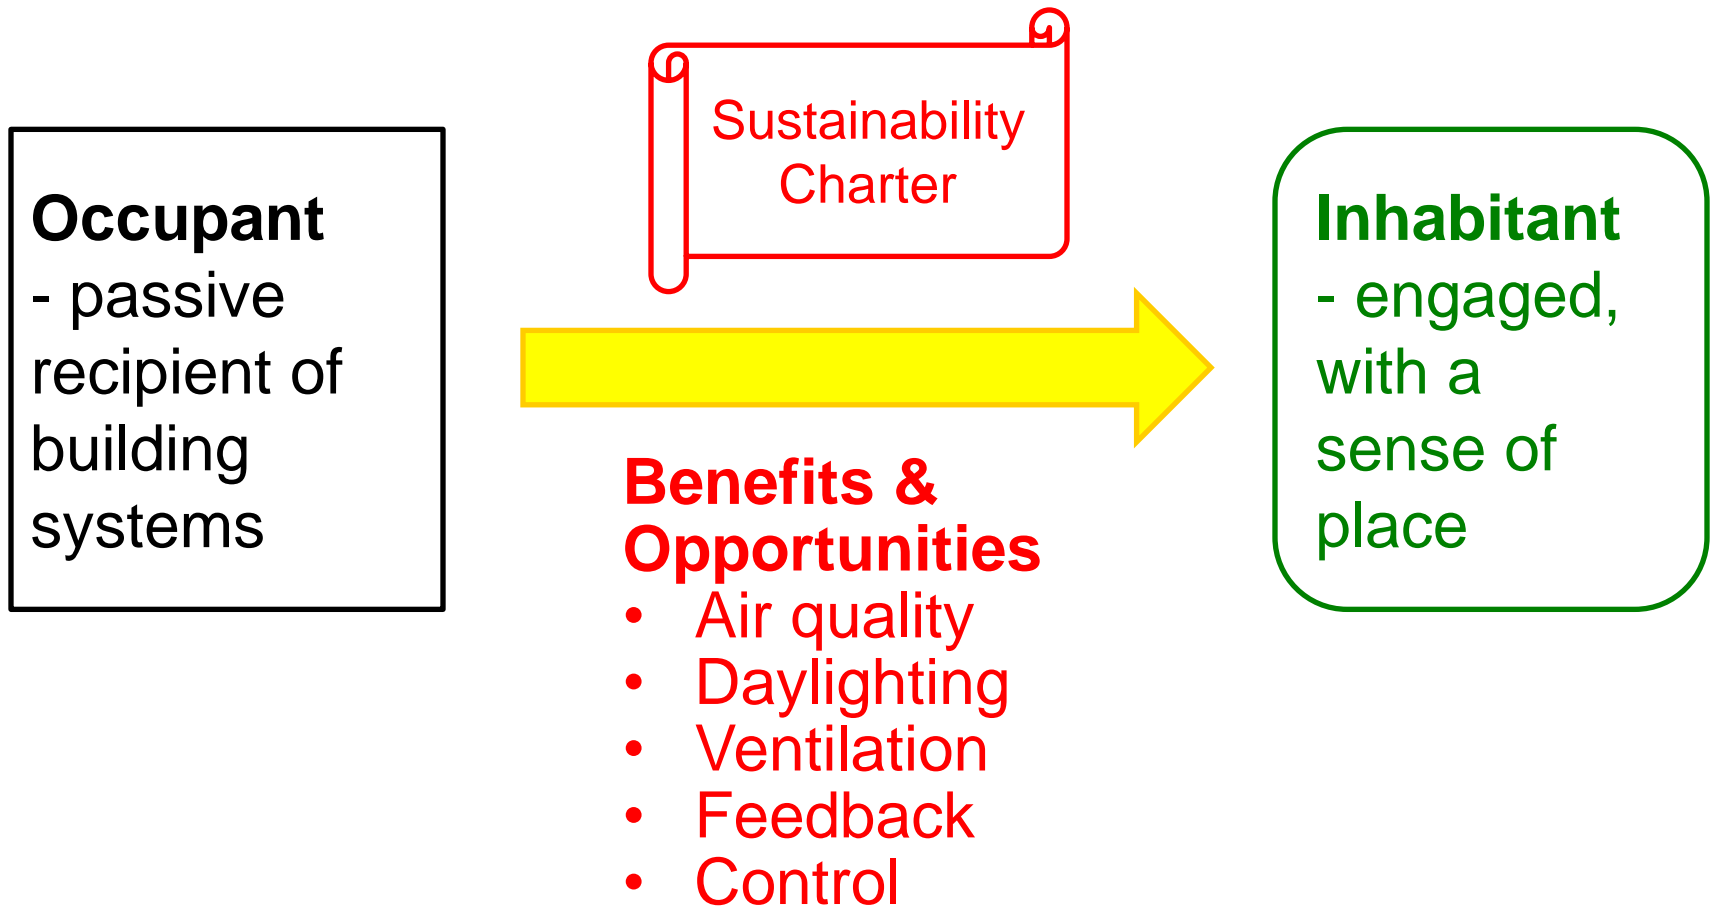 Occupant
- passive
recipient of
building
systems
Sustainability
Charter
Benefits &
Opportunities
• Air quality
• Daylighting
• Ventilation
• Feedback
• Control
Inhabitant
- engaged,
with a
sense of
place